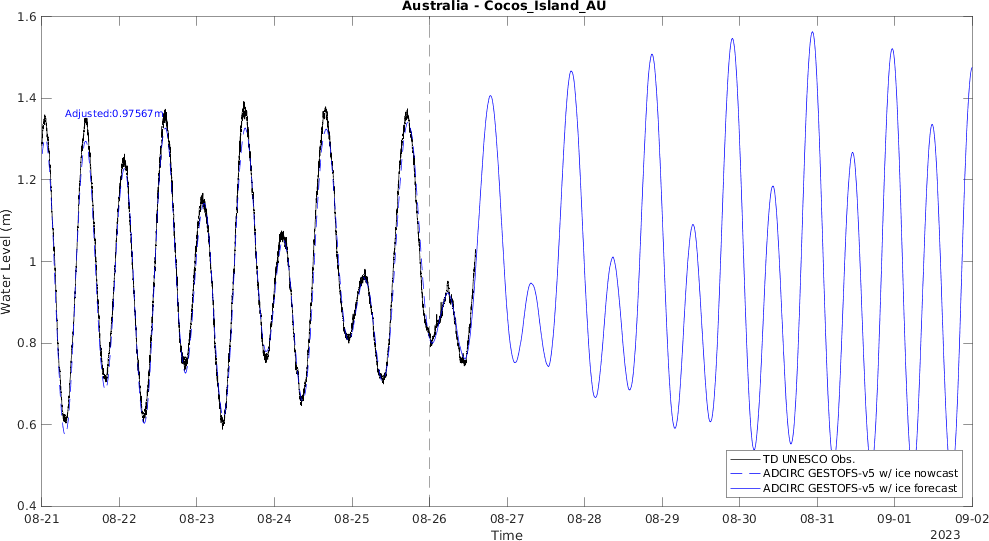 Australia - Cocos_Island_AU
1.6
1.4
1.2
1
0.8
0.6
0.4
Water Level (m)
Adjusted:0.97567m
TD UNESCO Obs.
ADCIRC GESTOFS-v5 w/ ice nowcast
ADCIRC GESTOFS-v5 w/ ice forecast
08-21 08-22 08-23 08-24 08-25 08-26 08-27 08-28 08-29 08-30 08-31 09-01 09-02
Time
2023